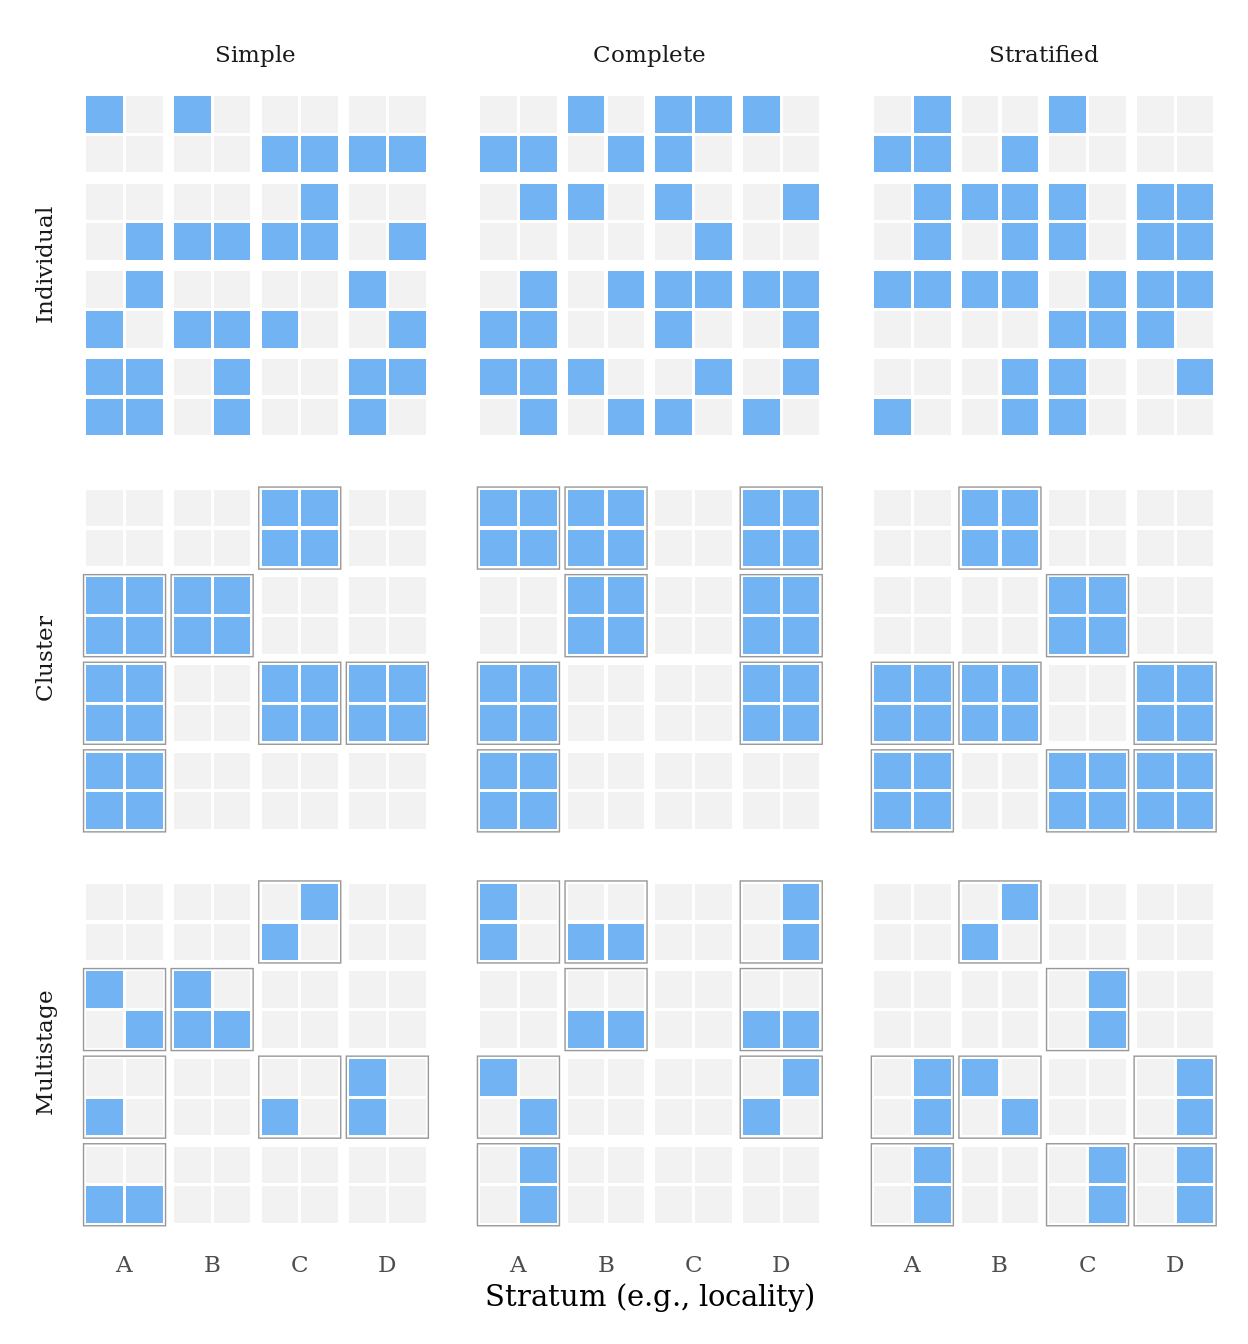 Simple Complete Stratified
Individual
Cluster
Multistage
A B C D A B C D A B C D
Stratum (e.g., locality)